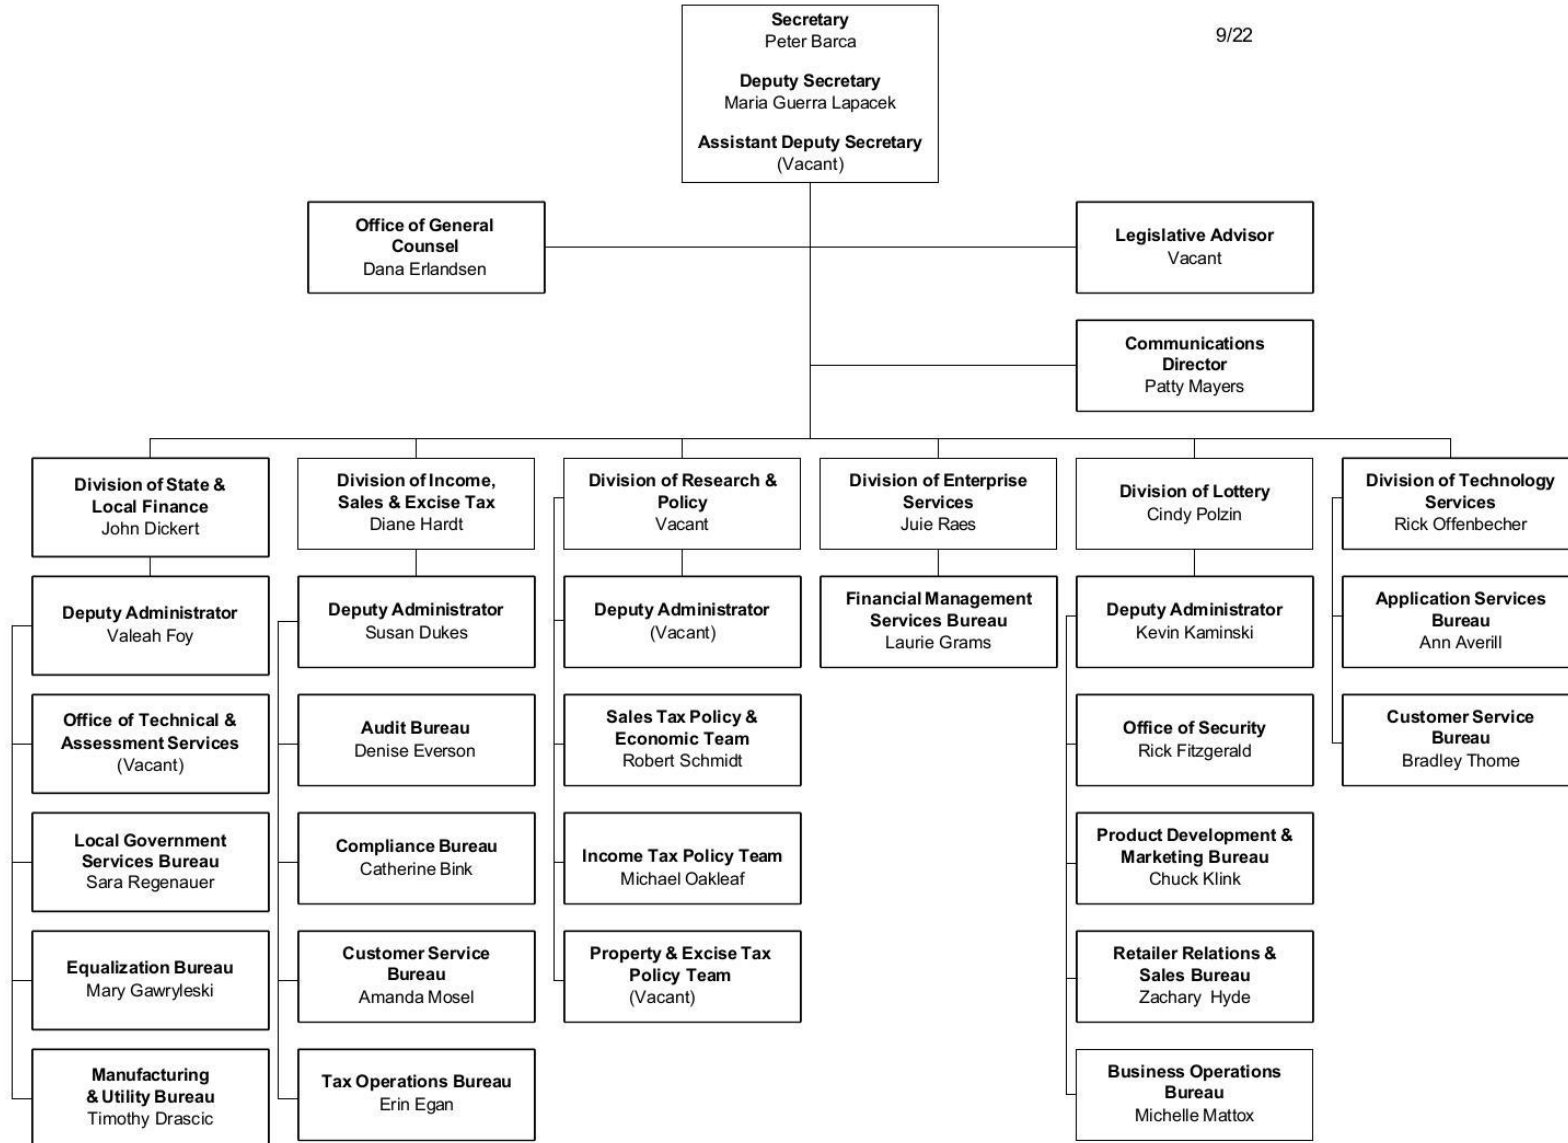 Secretary
Peter Barca
Deputy Secretary
Maria Guerra Lapacek
Assistant Deputy Secretary
(Vacant)
9/22
Office of General
Counsel
Dana Erlandsen
Legislative Advisor
Vacant
Communications
Director
Patty Mayers
Division of State &
Local Finance
John Dickert
Division of Income,
Sales & Excise Tax
Diane Hardt
Division of Research &
Policy
Vacant
Division of Enterprise
Services
Juie Raes
Division of Lottery
Cindy Polzin
Division of Technology
Services
Rick Offenbecher
Deputy Administrator
Valeah Foy
Deputy Administrator
Susan Dukes
Deputy Administrator
(Vacant)
Financial Management
Services Bureau
Laurie Grams
Deputy Administrator
Kevin Kaminski
Application Services
Bureau
Ann Averill
Office of Technical &
Assessment Services
(Vacant)
Audit Bureau
Denise Everson
Sales Tax Policy &
Economic Team
Robert Schmidt
Office of Security
Rick Fitzgerald
Customer Service
Bureau
Bradley Thome
Local Government
Services Bureau
Sara Regenauer
Compliance Bureau
Catherine Bink
Income Tax Policy Team
Michael Oakleaf
Product Development &
Marketing Bureau
Chuck Klink
Equalization Bureau
Mary Gawryleski
Customer Service
Bureau
Amanda Mosel
Property & Excise Tax
Policy Team
(Vacant)
Retailer Relations &
Sales Bureau
Zachary Hyde
Manufacturing
& Utility Bureau
Timothy Drascic
Tax Operations Bureau
Erin Egan
Business Operations
Bureau
Michelle Mattox